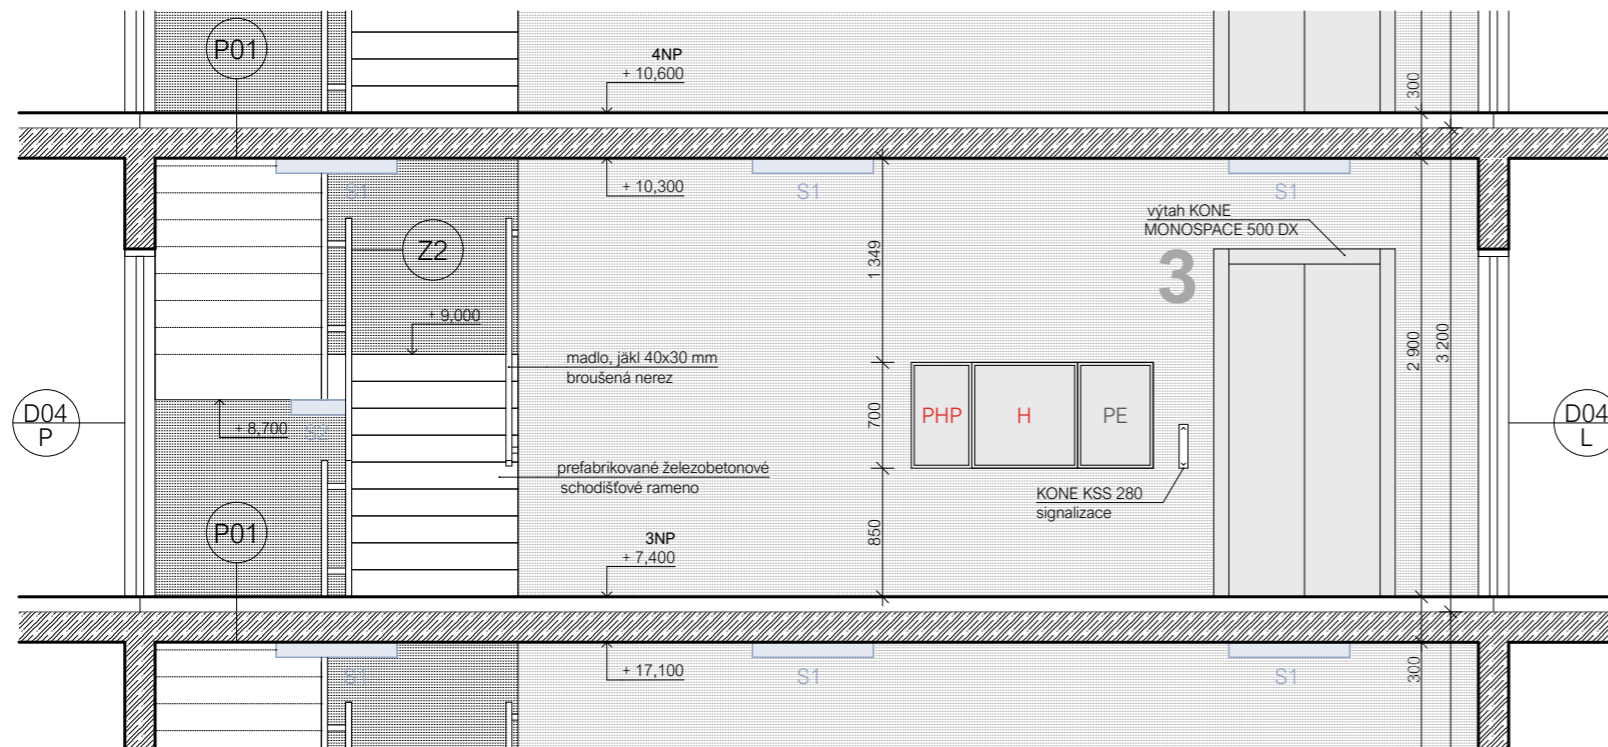 P01
4NP
+ 10,600
300
S1
S1
S1
+ 10,300
výtah KONE
MONOSPACE 500 DX
Z2
3
1 349
+ 9,000
madlo, jäkl 40x30 mm
broušená nerez
2 900
3 200
D04
P
+ 8,700
S2
700
PHP
H
PE
D04
L
prefabrikované železobetonové
schodišťové rameno
KONE KSS 280
signalizace
P01
850
3NP
+ 7,400
S1
+ 17,100
S1
S1
300